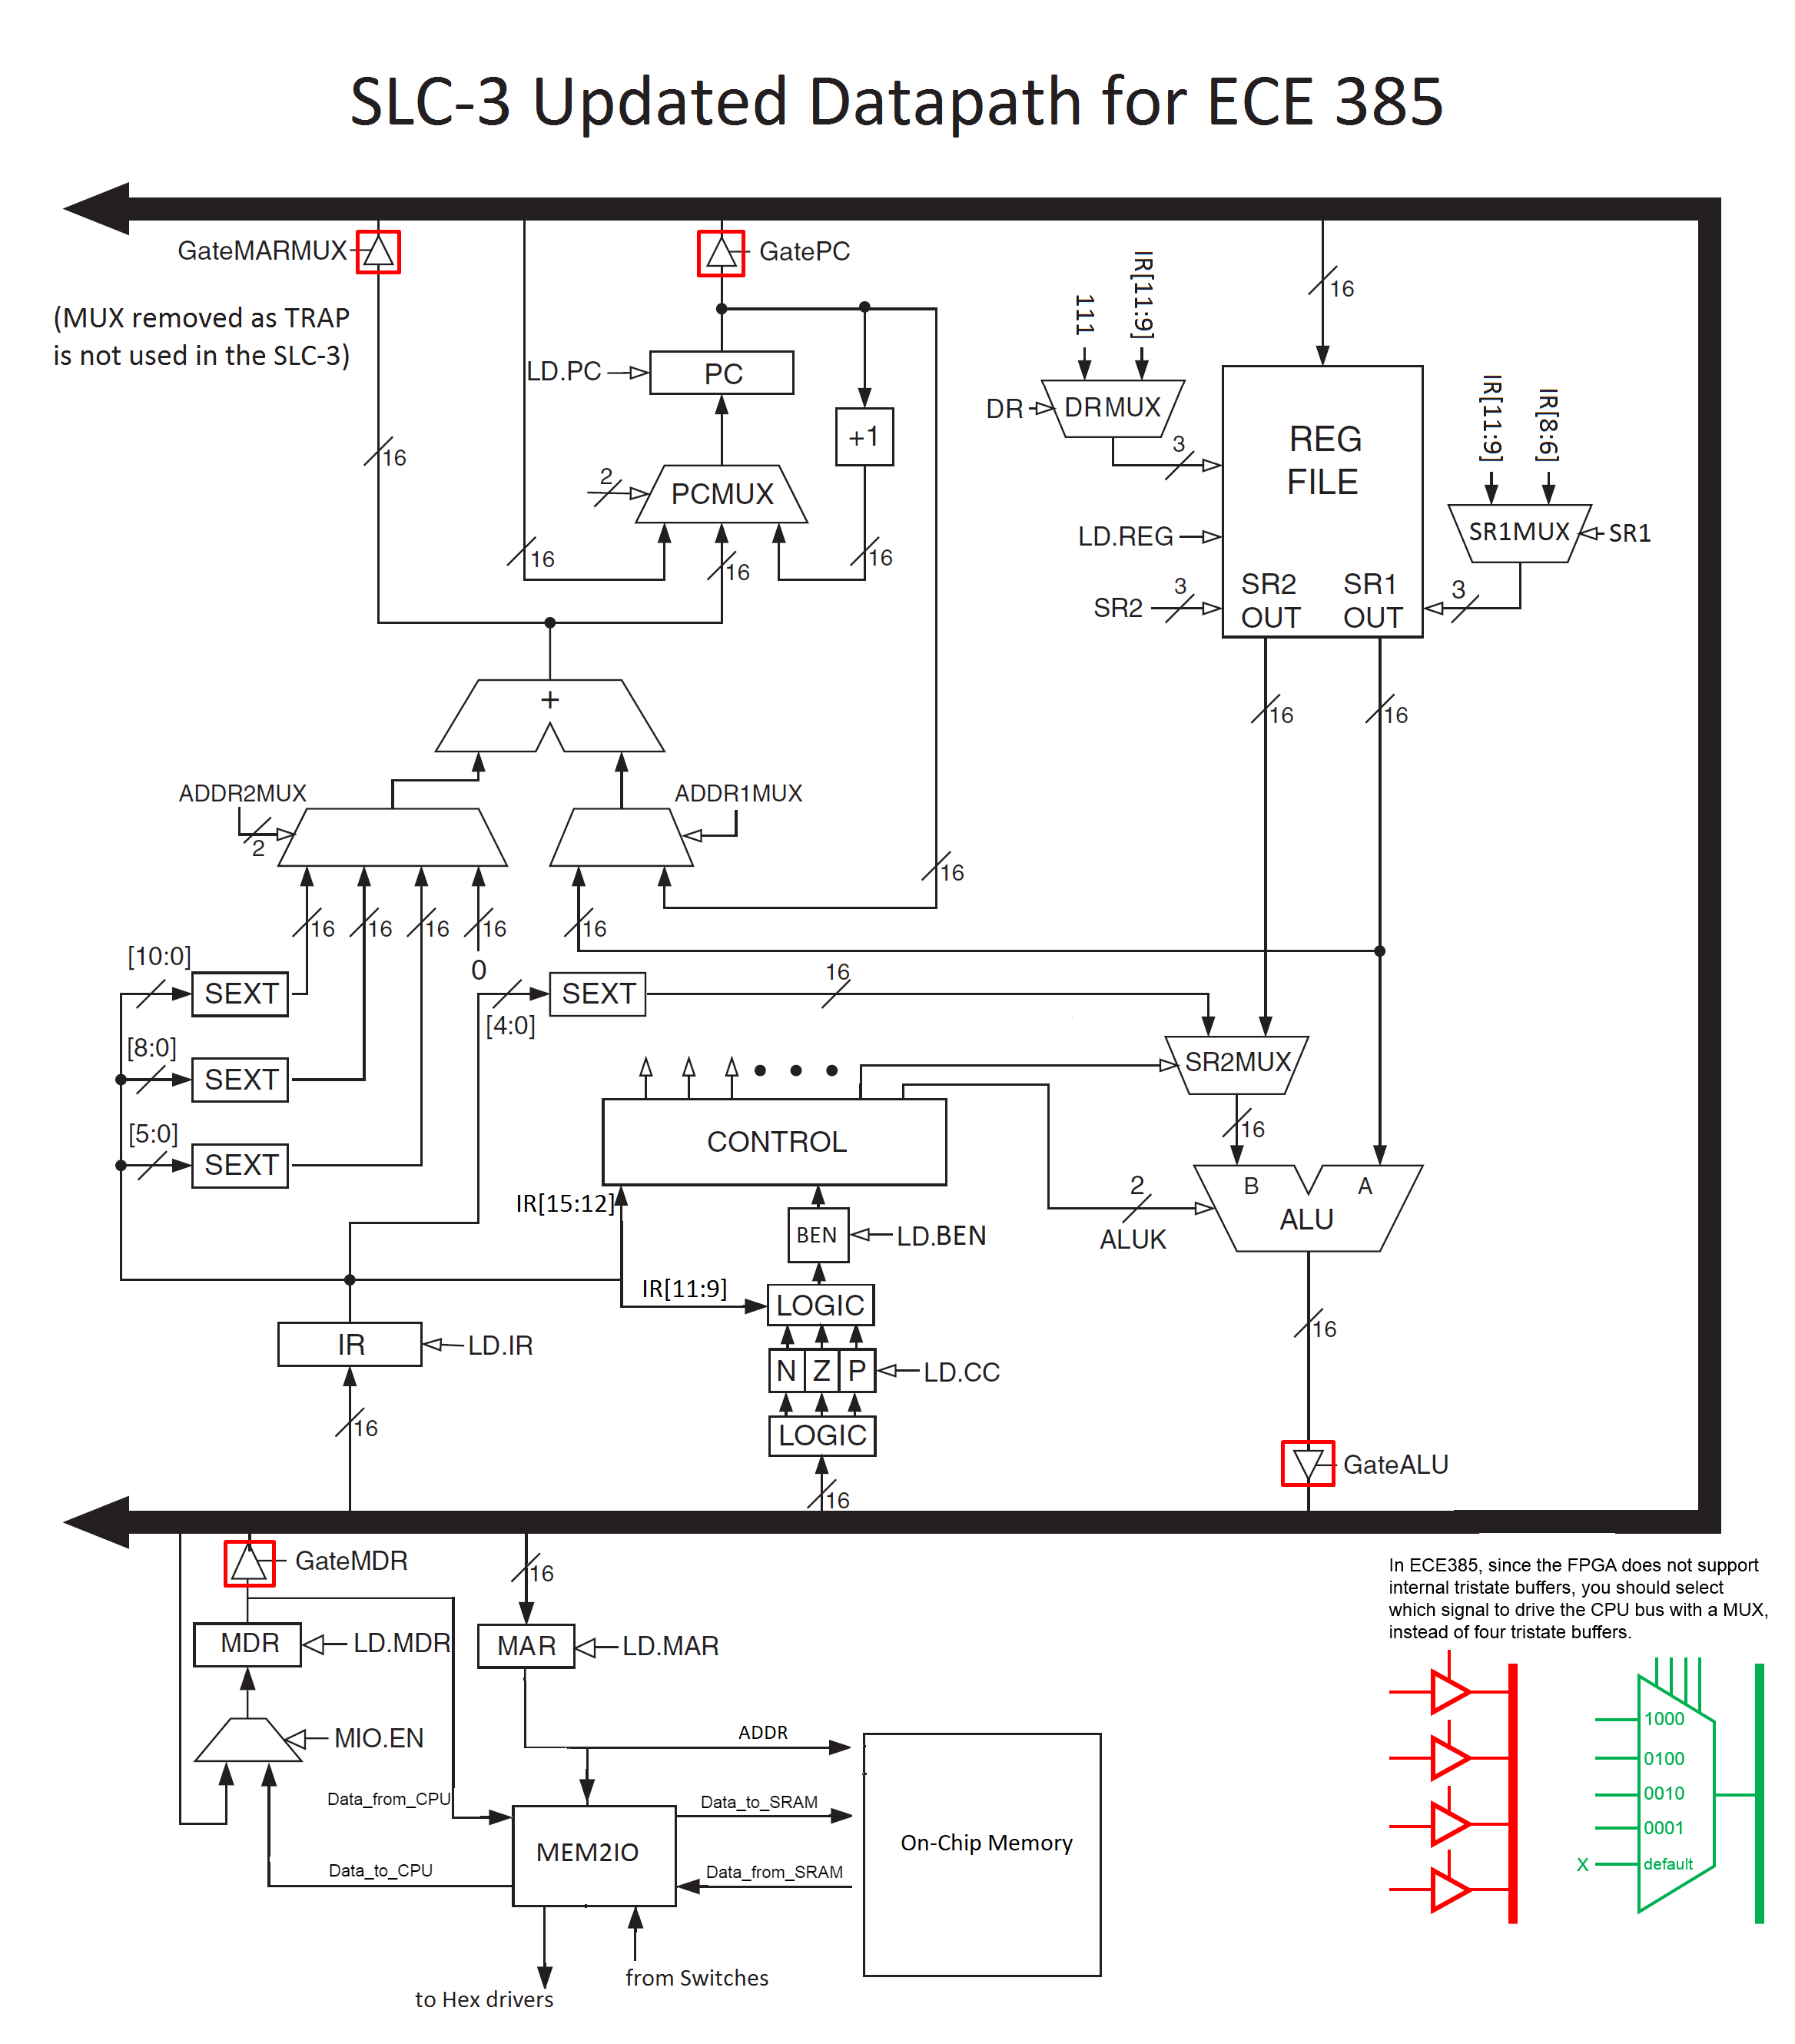 SLC-3 Updated Datapath for ECE 385
GateMARMUX
GatePC
(MUX removed as TRAP
is not used in the SLC-3)
16
LD.PC
PC
+1
16
2
PCMUX
16
16
16
111
IR[11:9]
16
DR
DRMUX
3
REG
FILE
IR[11:9]
IR[8:6]
LD.REG
SR1MUX
SR1
SR2
3
SR2
OUT
SR1
OUT
3
+
16
16
ADDR2MUX
2
ADDR1MUX
16
16
16
16
16
16
0
[10:0]
SEXT
[8:0]
SEXT
[5:0]
SEXT
[4:0]
SEXT
16
SR2MUX
16
CONTROL
IR[15:12]
BEN
LD.BEN
2
ALUK
B
A
ALU
IR[11:9]
LOGIC
16
IR
LD.IR
N
Z
P
LD.CC
LOGIC
16
16
GateALU
GateMDR
16
MDR
LD.MDR
MAR
LD.MAR
MIO.EN
ADDR
Data_from_CPU
Data_to_SRAM
MEM2IO
On-Chip Memory
Data_to_CPU
Data_from_SRAM
from Switches
to Hex drivers
In ECE385, since the FPGA does not support
internal tristate buffers, you should select
which signal to drive the CPU bus with a MUX,
instead of four tristate buffers.
1000
0100
0010
0001
X
default